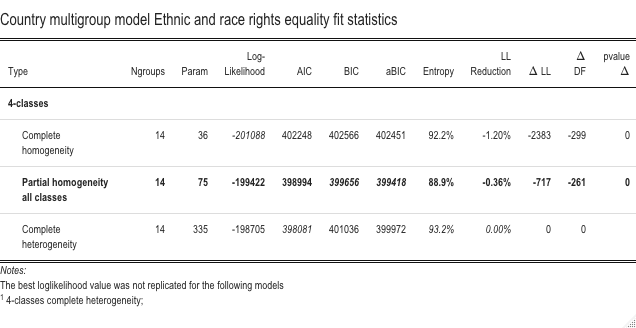 Country multigroup model Ethnic and race rights equality fit statistics
Log- LL Δ pvalue
Type Ngroups Param Likelihood AIC BIC aBIC Entropy Reduction Δ LL DF Δ
4-classes
Complete 14 36 -201088 402248 402566 402451 92.2% -1.20% -2383 -299 0
homogeneity
Partial homogeneity 14 75 -199422 398994 399656 399418 88.9% -0.36% -717 -261 0
all classes
Complete 14 335 -198705 398081 401036 399972 93.2% 0.00% 0 0
heterogeneity
Notes:
The best loglikelihood value was not replicated for the following models
1 4-classes complete heterogeneity;